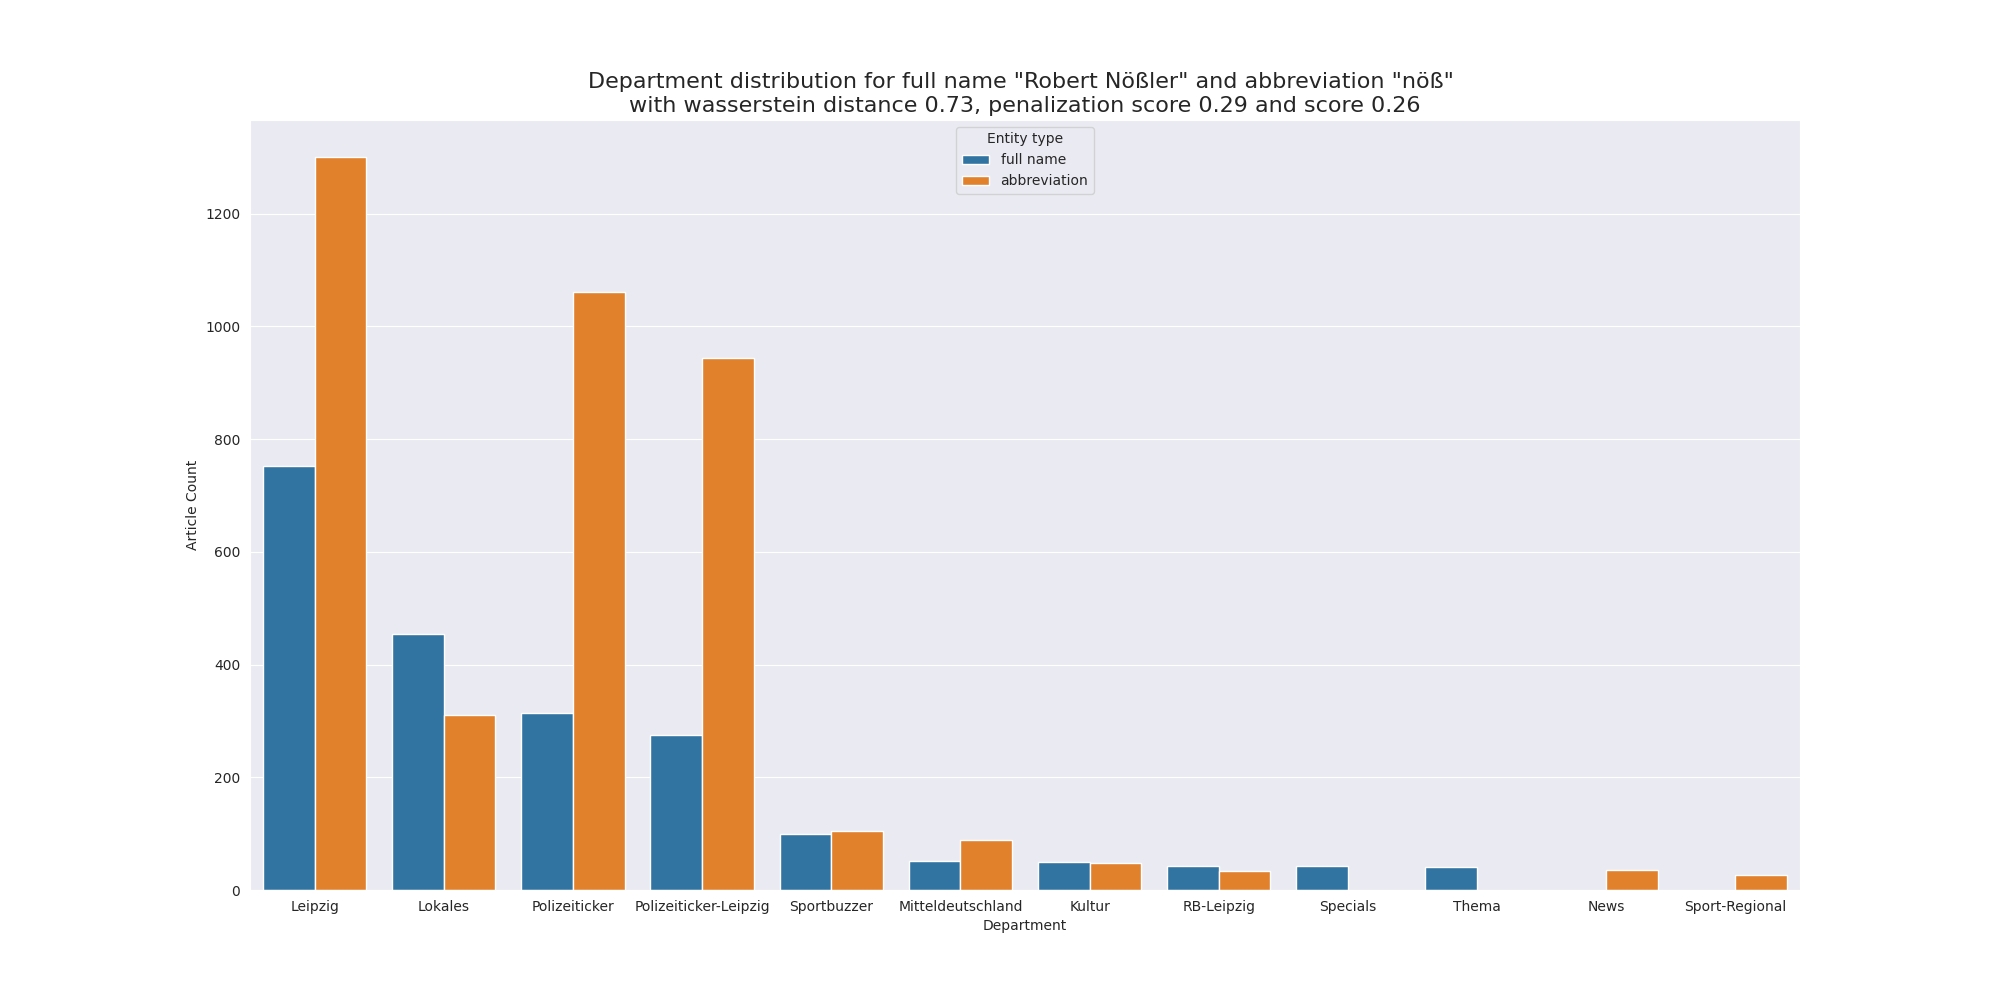 Department distribution for full name "Robert Nößler" and abbreviation "nöß"
with wasserstein distance 0.73, penalization score 0.29 and score 0.26
Entity type
full name
abbreviation
Article Count
1200
1000
800
600
400
200
0
Leipzig Lokales Polizeiticker Polizeiticker-Leipzig Sportbuzzer Mitteldeutschland Kultur RB-Leipzig Specials Thema News Sport-Regional
Department